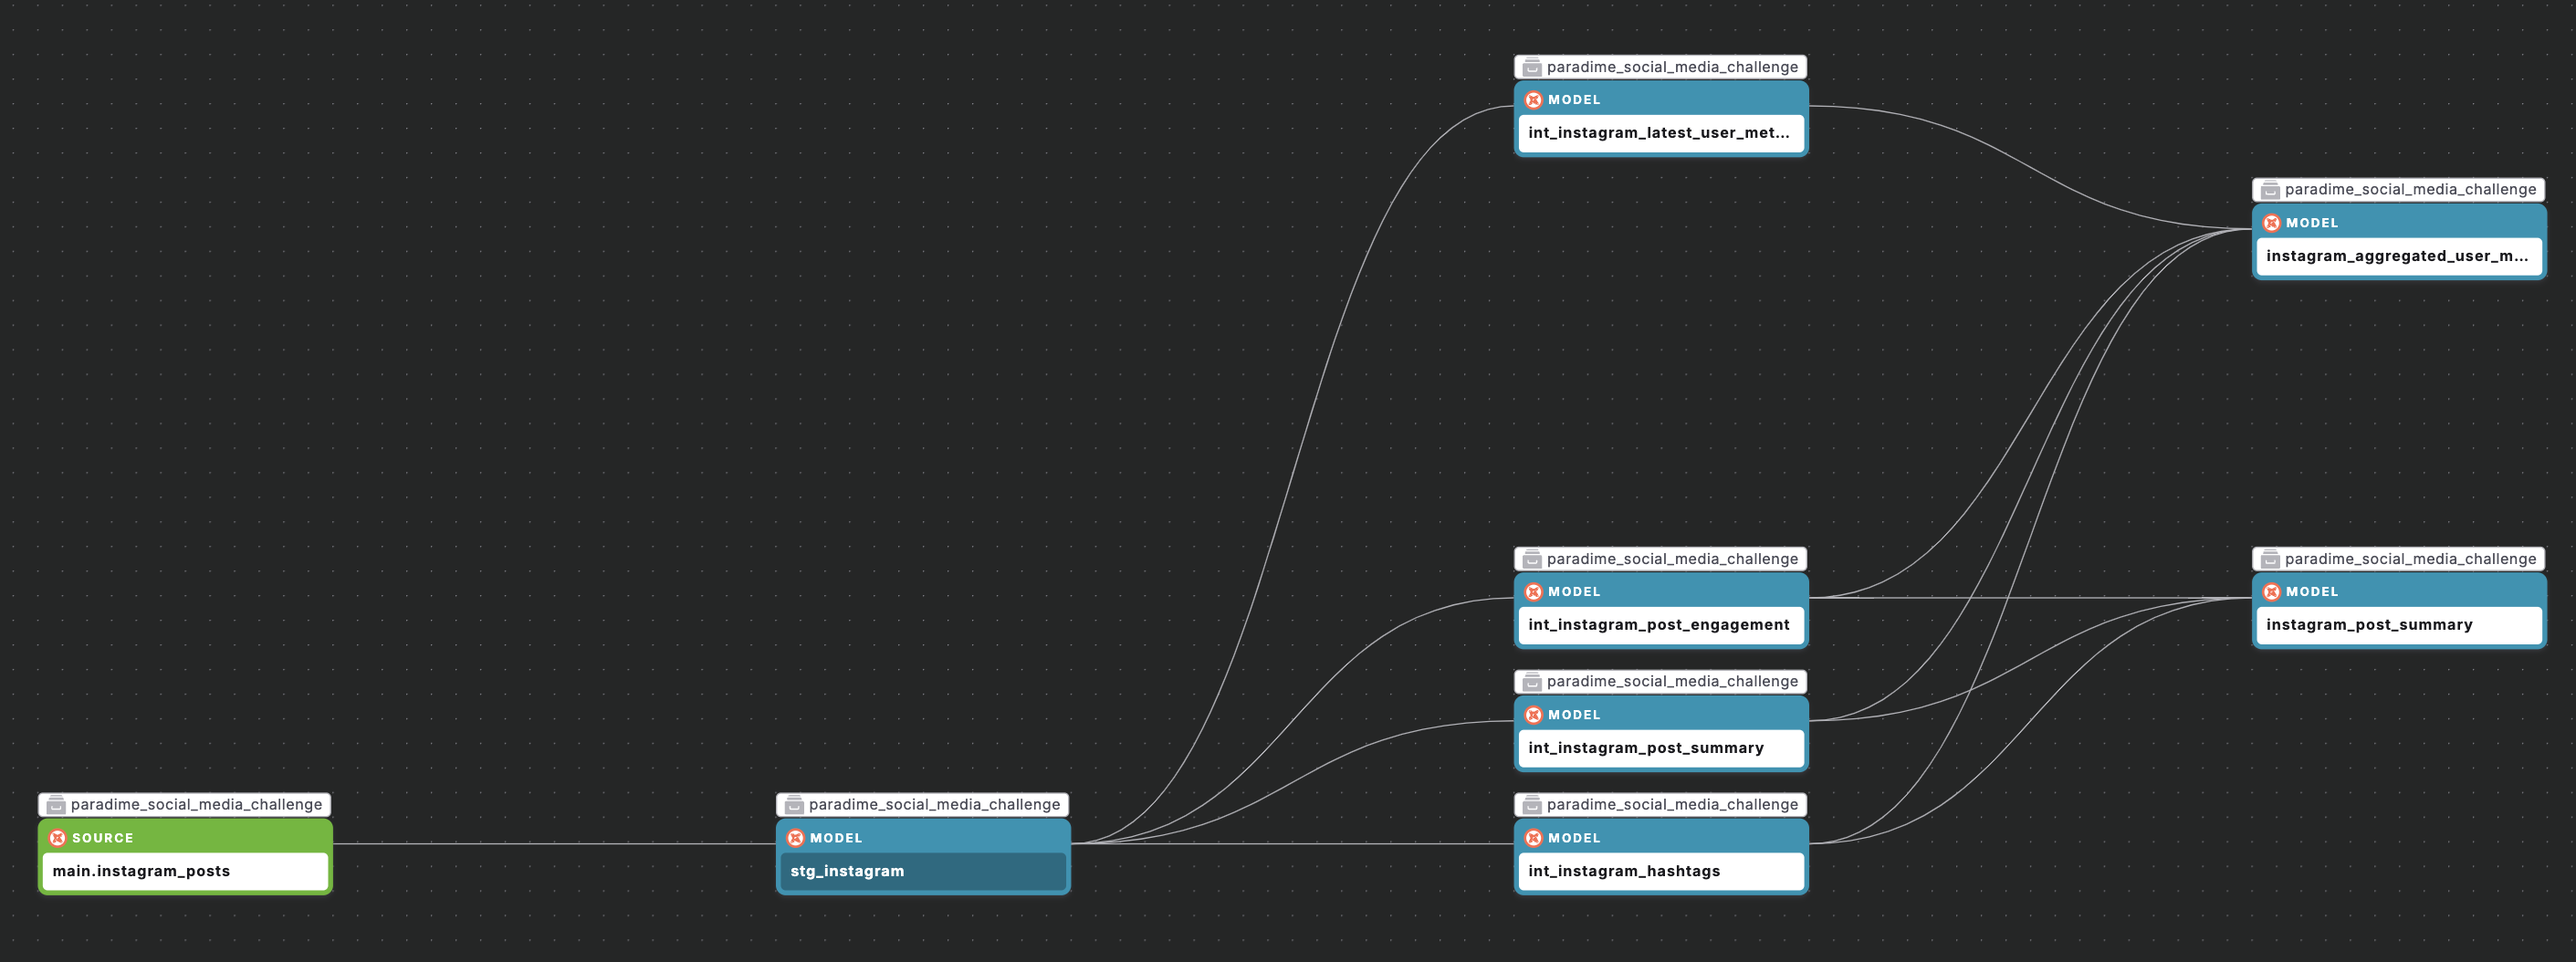 paradime_social_media_challenge
MODEL
int_instagram_latest_user_met...
paradime_social_media_challenge
MODEL
instagram_aggregated_user_m...
paradime_social_media_challenge
MODEL
int_instagram_post_engagement
paradime_social_media_challenge
MODEL
instagram_post_summary
paradime_social_media_challenge
MODEL
int_instagram_post_summary
paradime_social_media_challenge
SOURCE
main.instagram_posts
paradime_social_media_challenge
MODEL
stg_instagram
paradime_social_media_challenge
MODEL
int_instagram_hashtags